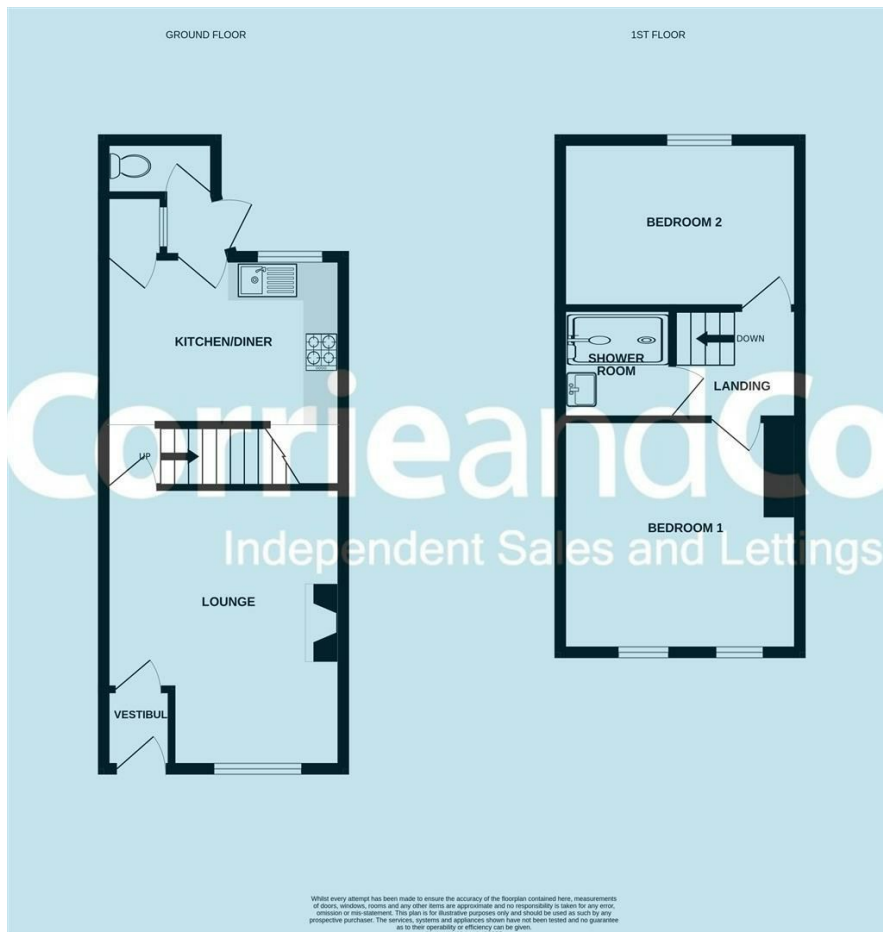 GROUND FLOOR
1ST FLOOR
BEDROOM 2
KITCHEN/DINER
DOWN
SHOWER
ROOM
LANDING
CorrieandCo
UP
BEDROOM 1
Independent Sales and Lettings
LOUNGE
VESTIBUL
Whilst every attempt has been made to ensure the accuracy of the floorplan contained here, measurements
of doors, windows, rooms and any other items are approximate and no responsibility is taken for any error,
omission or mis-statement. This plan is for illustrative purposes only and should be used as such by any
prospective purchaser. The services, systems and appliances shown have not been tested and no guarantee
as to their operability or efficiency can be given.